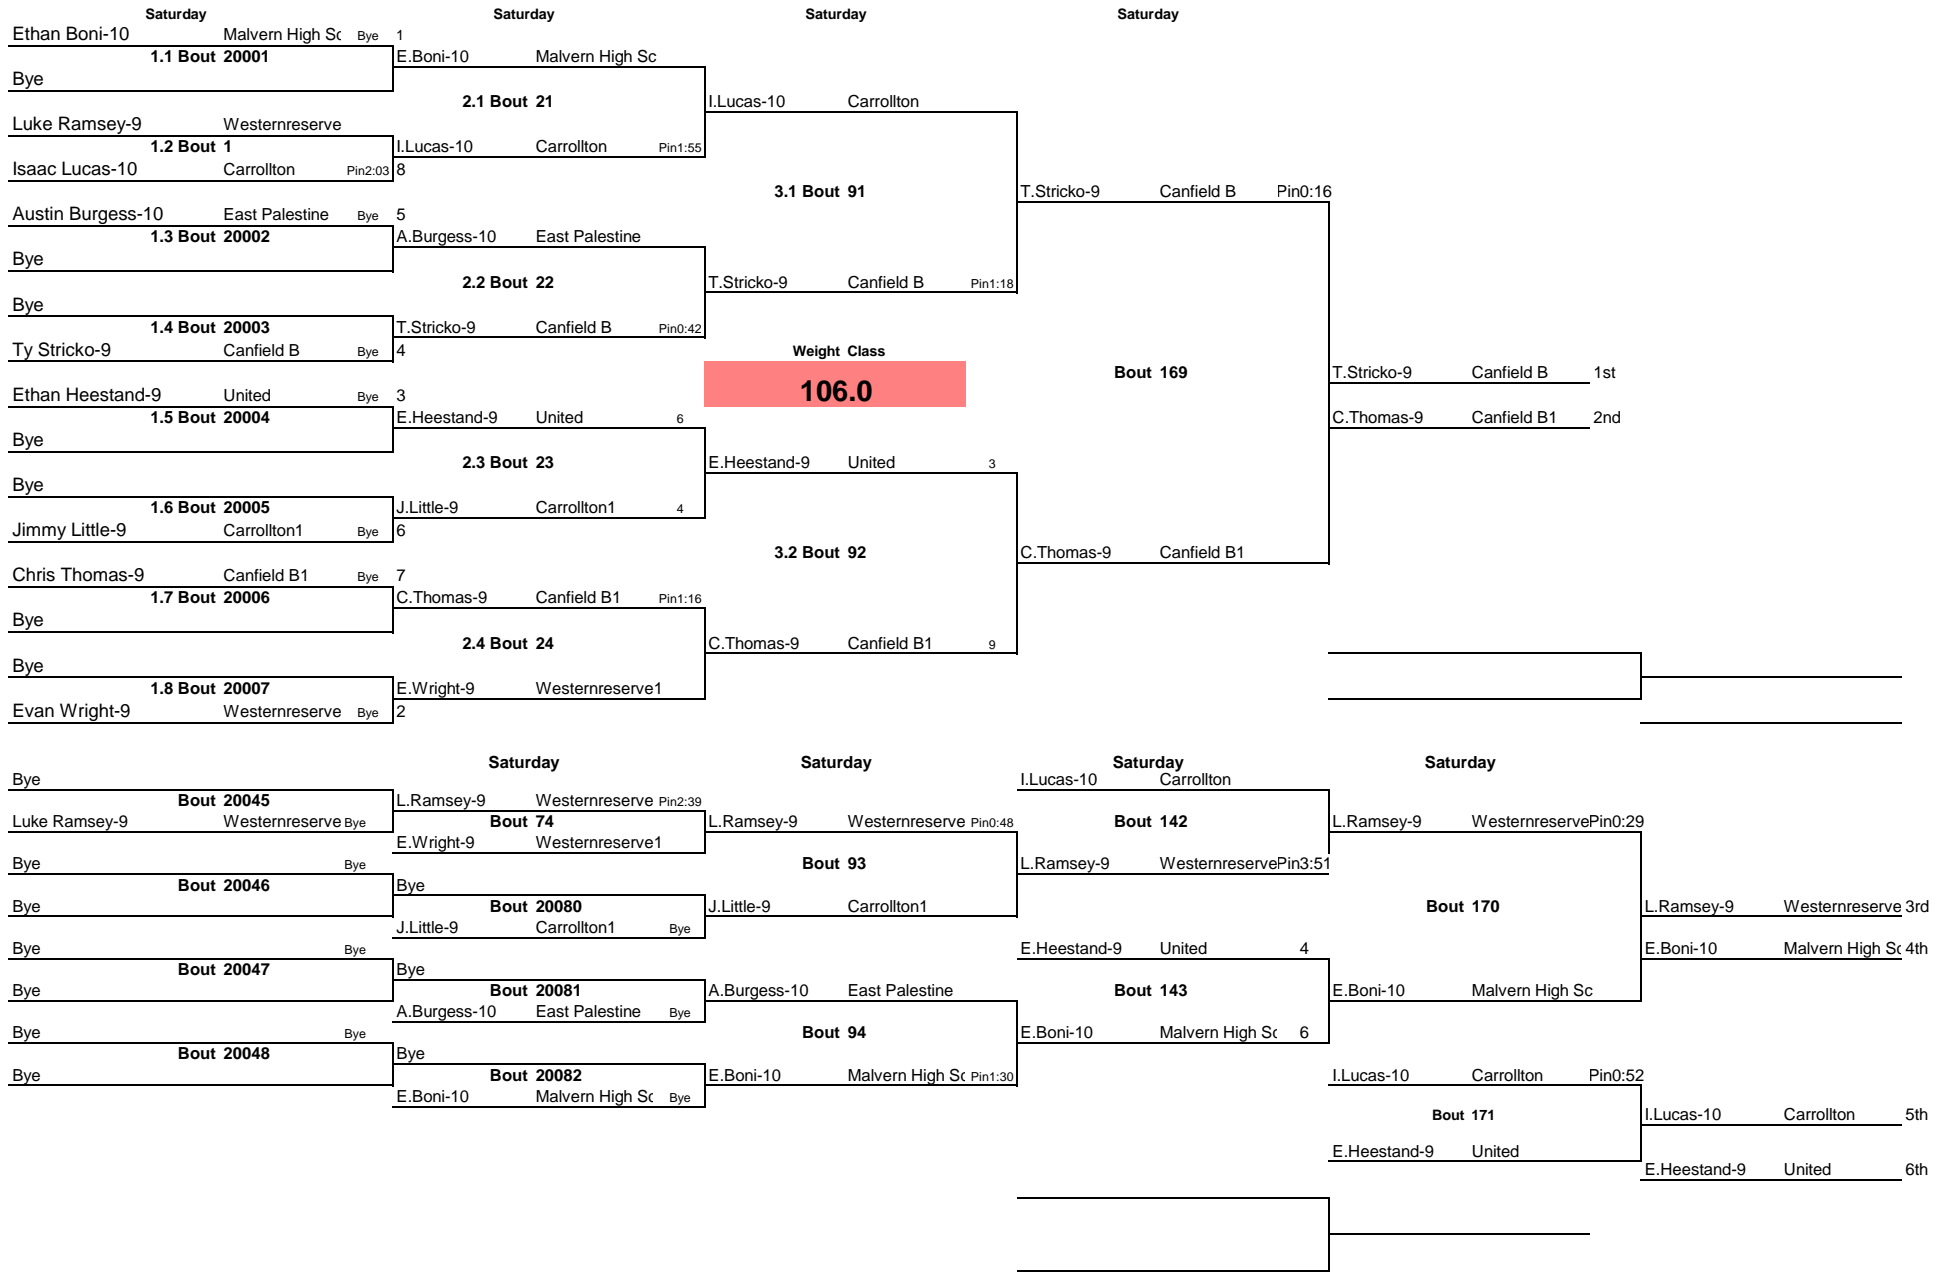 Saturday Saturday Saturday Saturday
Ethan Boni-10 Malvern High Sc Bye 1
1.1 Bout 20001 E.Boni-10 Malvern High Sc
Bye
2.1 Bout 21 I.Lucas-10 Carrollton
Luke Ramsey-9 Westernreserve
1.2 Bout 1 I.Lucas-10 Carrollton Pin1:55
Isaac Lucas-10 Carrollton Pin2:03 8
3.1 Bout 91 T.Stricko-9 Canfield B Pin0:16
Austin Burgess-10 East Palestine Bye 5
1.3 Bout 20002 A.Burgess-10 East Palestine
Bye
2.2 Bout 22 T.Stricko-9 Canfield B Pin1:18
Bye
1.4 Bout 20003 T.Stricko-9 Canfield B Pin0:42
Ty Stricko-9 Canfield B Bye 4 Weight Class
Bout 169 T.Stricko-9 Canfield B 1st
Ethan Heestand-9 United Bye 3 106.0
1.5 Bout 20004 E.Heestand-9 United 6 C.Thomas-9 Canfield B1 2nd
Bye
2.3 Bout 23 E.Heestand-9 United 3
Bye
1.6 Bout 20005 J.Little-9 Carrollton1 4
Jimmy Little-9 Carrollton1 Bye 6
3.2 Bout 92 C.Thomas-9 Canfield B1
Chris Thomas-9 Canfield B1 Bye 7
1.7 Bout 20006 C.Thomas-9 Canfield B1 Pin1:16
Bye
2.4 Bout 24 C.Thomas-9 Canfield B1 9
Bye
1.8 Bout 20007 E.Wright-9 Westernreserve1
Evan Wright-9 Westernreserve Bye 2
Saturday Saturday Saturday Saturday
Bye I.Lucas-10 Carrollton
Bout 20045 L.Ramsey-9 Westernreserve Pin2:39
Luke Ramsey-9 Westernreserve Bye Bout 74 L.Ramsey-9 Westernreserve Pin0:48 Bout 142 L.Ramsey-9 Westernreserve Pin0:29
E.Wright-9 Westernreserve1
Bye Bye Bout 93 L.Ramsey-9 Westernreserve Pin3:51
Bout 20046 Bye
Bye Bout 20080 J.Little-9 Carrollton1 Bout 170 L.Ramsey-9 Westernreserve 3rd
J.Little-9 Carrollton1 Bye
Bye Bye E.Heestand-9 United 4 E.Boni-10 Malvern High Sc 4th
Bout 20047 Bye
Bye Bout 20081 A.Burgess-10 East Palestine Bout 143 E.Boni-10 Malvern High Sc
A.Burgess-10 East Palestine Bye
Bye Bye Bout 94 E.Boni-10 Malvern High Sc 6
Bout 20048 Bye
Bye Bout 20082 E.Boni-10 Malvern High Sc Pin1:30 I.Lucas-10 Carrollton Pin0:52
E.Boni-10 Malvern High Sc Bye
Bout 171 I.Lucas-10 Carrollton 5th
E.Heestand-9 United
E.Heestand-9 United 6th